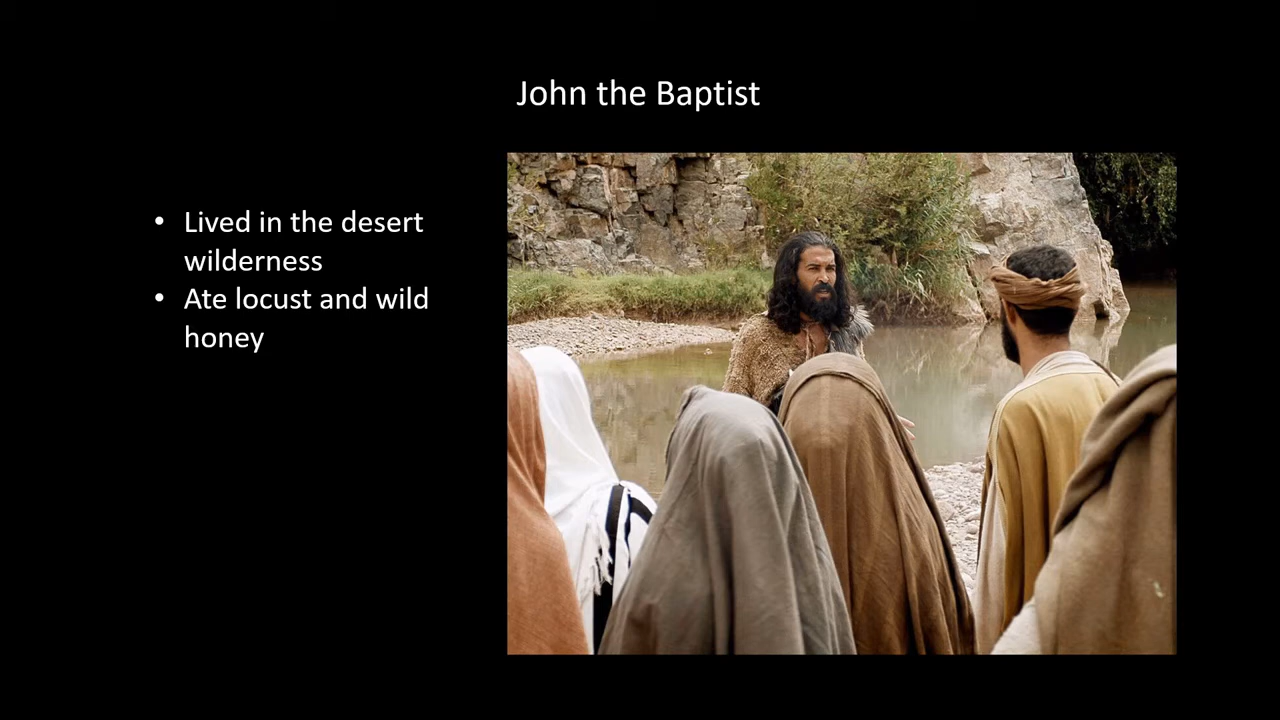 John the Baptist
• Lived in the desert
wilderness
• Ate locust and wild
honey